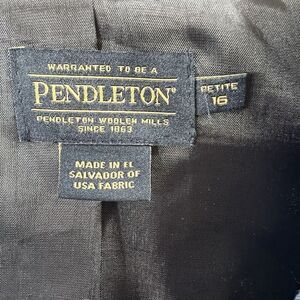 WARRANTED TO BE A
PENDLETON®
PENDLETON WOOLEN MILLS
SINCE 1863
PETITE
16
MADE IN EL
SALVADOR OF
USA FABRIC